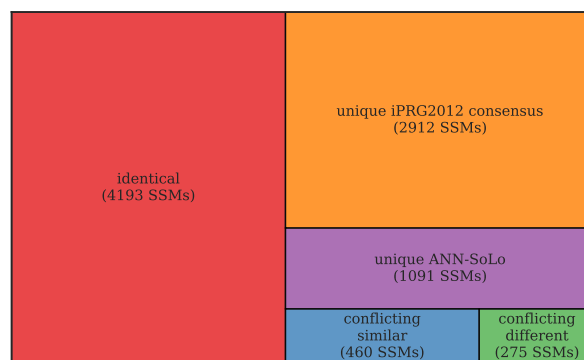 identical
(4193 SSMs)
unique iPRG2012 consensus
(2912 SSMs)
unique ANN-SoLo
(1091 SSMs)
conflicting
similar
(460 SSMs)
conflicting
different
(275 SSMs)